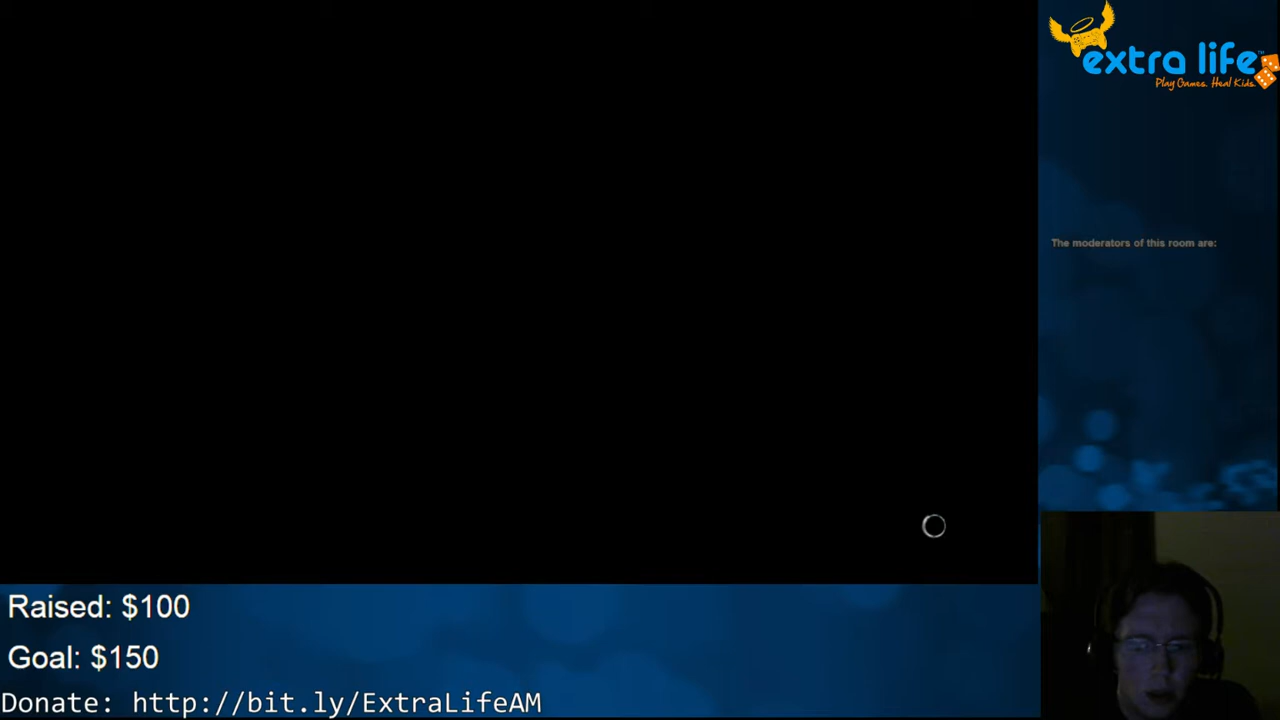 extra life
Play Games. Heal Kids.
The moderators of this room are:
Raised: $100
Goal: $150
Donate: http://bit.ly/ExtraLifeAM